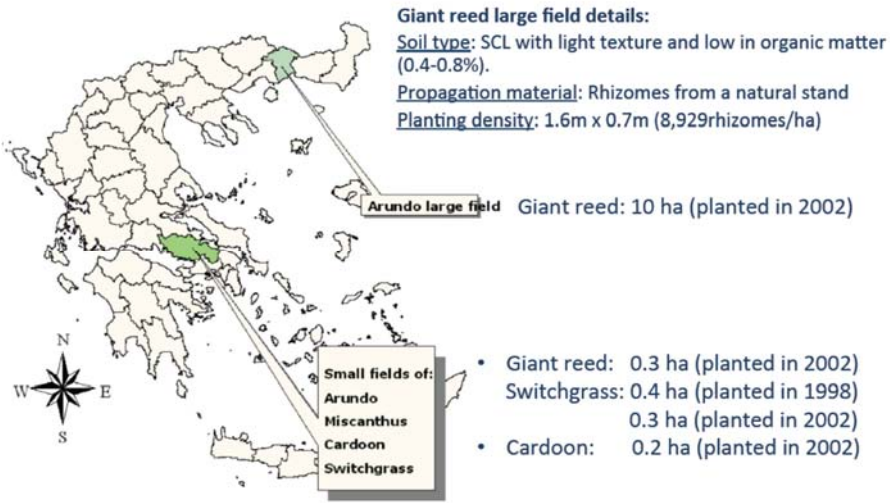 Giant reed large field details:
Soil type: SCL with light texture and low in organic matter
(0.4-0.8%).
Propagation material: Rhizomes from a natural stand
Planting density: 1.6m x 0.7m (8,929rhizomes/ha)
Arundo large field
Giant reed: 10 ha (planted in 2002)
N
W E
S
Small fields of:
Arundo
Miscanthus
Cardoon
Switchgrass
• Giant reed: 0.3 ha (planted in 2002)
Switchgrass: 0.4 ha (planted in 1998)
0.3 ha (planted in 2002)
• Cardoon: 0.2 ha (planted in 2002)